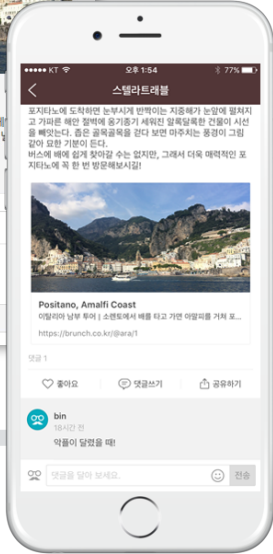 KT 오후 1:54 77%
스텔라트래블
포지타노에 도착하면 눈부시게 반짝이는 지중해가 눈앞에 펼쳐지
고 가파른 해안 절벽에 옹기종기 세워진 알록달록한 건물이 시선
을 빼앗는다. 좁은 골목골목을 걷다 보면 마주치는 풍경이 그림
같아 묘한 기분이 든다.
버스에 배에 쉽게 찾아갈 수는 없지만, 그래서 더욱 매력적인 포
지타노에 꼭 한 번 방문해보시길!
Positano, Amalfi Coast
이탈리아 남부 투어 | 소렌토에서 배를 타고 가면 아말피를 거쳐 포...
https://brunch.co.kr/@ara/1
댓글 1
좋아요 댓글쓰기 공유하기
bin
18시간 전
악플이 달렸을 때!
댓글을 달아 보세요. 전송